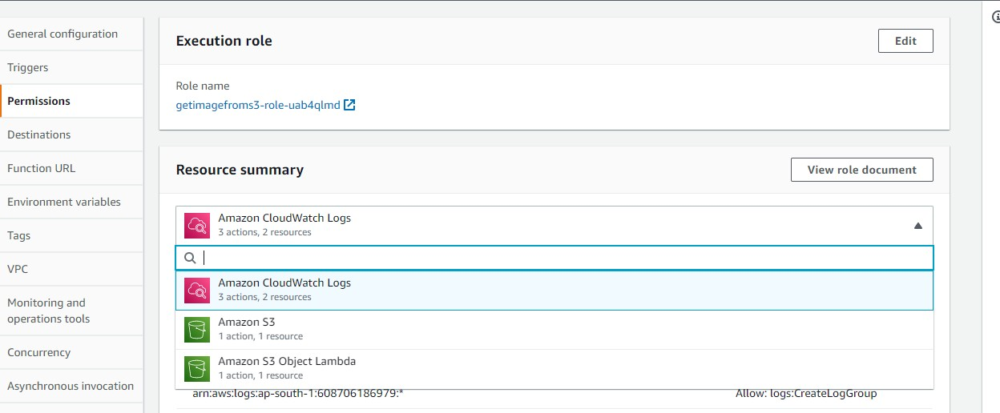 General configuration
Triggers
Permissions
Destinations
Function URL
Environment variables
Tags
VPC
Monitoring and
operations tools
Concurrency
Asynchronous invocation
Execution role
Edit
Role name
getimagefroms3-role-uab4qlmd
Resource summary
View role document
Amazon CloudWatch Logs
3 actions, 2 resources
Amazon CloudWatch Logs
3 actions, 2 resources
Amazon S3
1 action, 1 resource
Amazon S3 Object Lambda
1 action, 1 resource
arn:aws:logs:ap-south-1:608706186979:* Allow: logs:CreateLogGroup